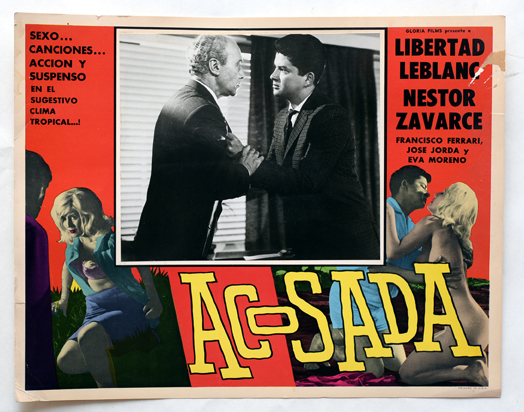 SEXO...
CANCIONES...
ACCION Y
SUSPENSO
EN EL
SUGESTIVO
CLIMA
TROPICAL...!
GLORIA FILMS presenta a
LIBERTAD
LEBLANC
NESTOR
ZAVARCE
FRANCISCO FERRARI,
JOSE JORDA y
EVA MORENO
ACOSADA